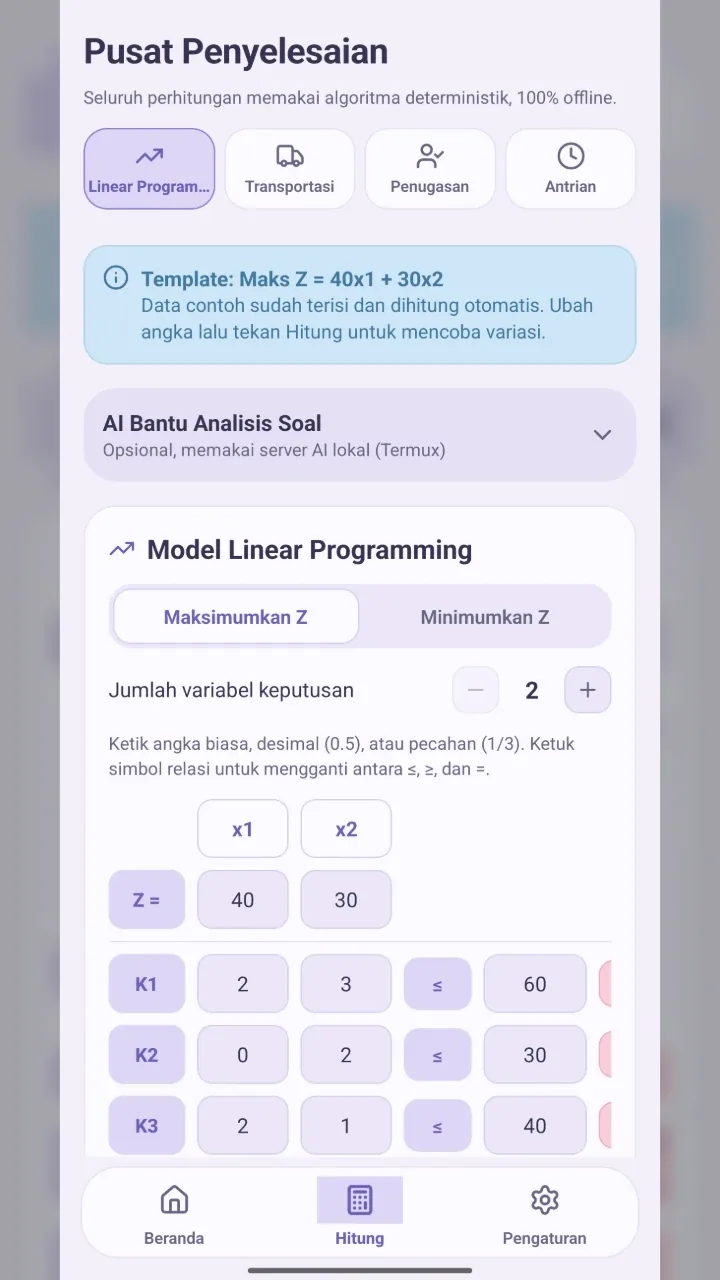 Pusat Penyelesaian
Seluruh perhitungan memakai algoritma deterministik, 100% offline.
Linear Program...
Transportasi
Penugasan
Antrian
Template: Maks Z = 40x1 + 30x2
Data contoh sudah terisi dan dihitung otomatis. Ubah
angka lalu tekan Hitung untuk mencoba variasi.
AI Bantu Analisis Soal
Opsional, memakai server AI lokal (Termux)
Model Linear Programming
Maksimumkan Z
Minimumkan Z
Jumlah variabel keputusan
− 2 +
Ketik angka biasa, desimal (0.5), atau pecahan (1/3). Ketuk
simbol relasi untuk mengganti antara ≤, ≥, dan =.
x1 x2
Z = 40 30
K1 2 3 ≤ 60
K2 0 2 ≤ 30
K3 2 1 ≤ 40
Beranda
Hitung
Pengaturan